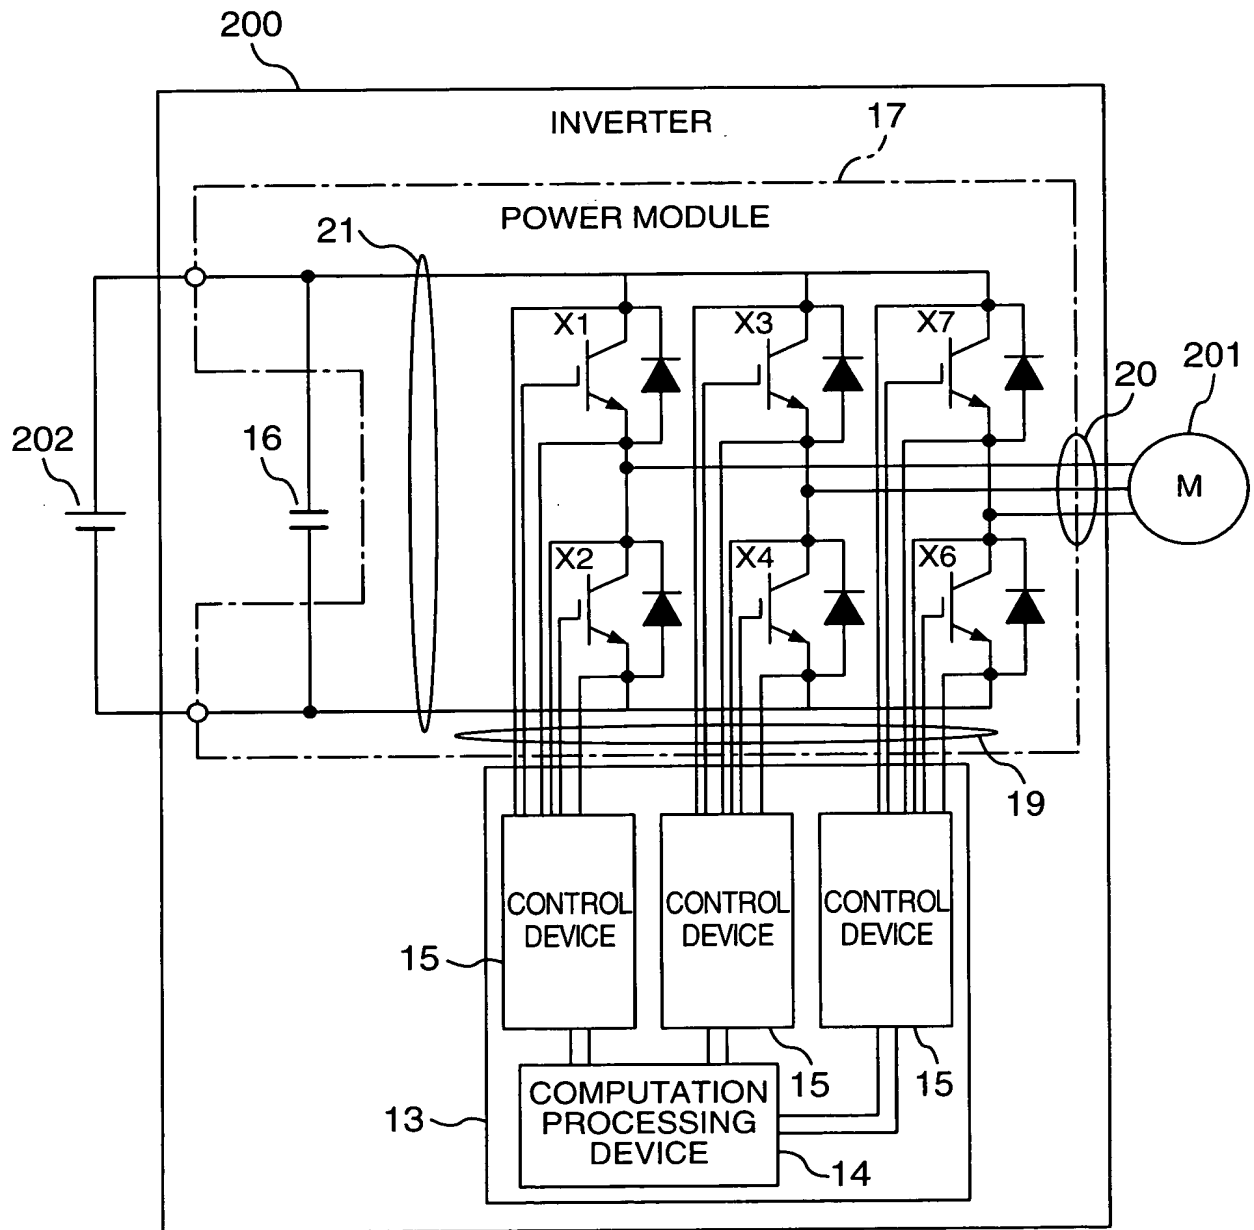 200
INVERTER
17
POWER MODULE
21
X1
X3
X7
20
201
202
16
M
X2
X4
X6
19
CONTROL
DEVICE
CONTROL
DEVICE
CONTROL
DEVICE
15
15
15
COMPUTATION
PROCESSING
DEVICE
13
14